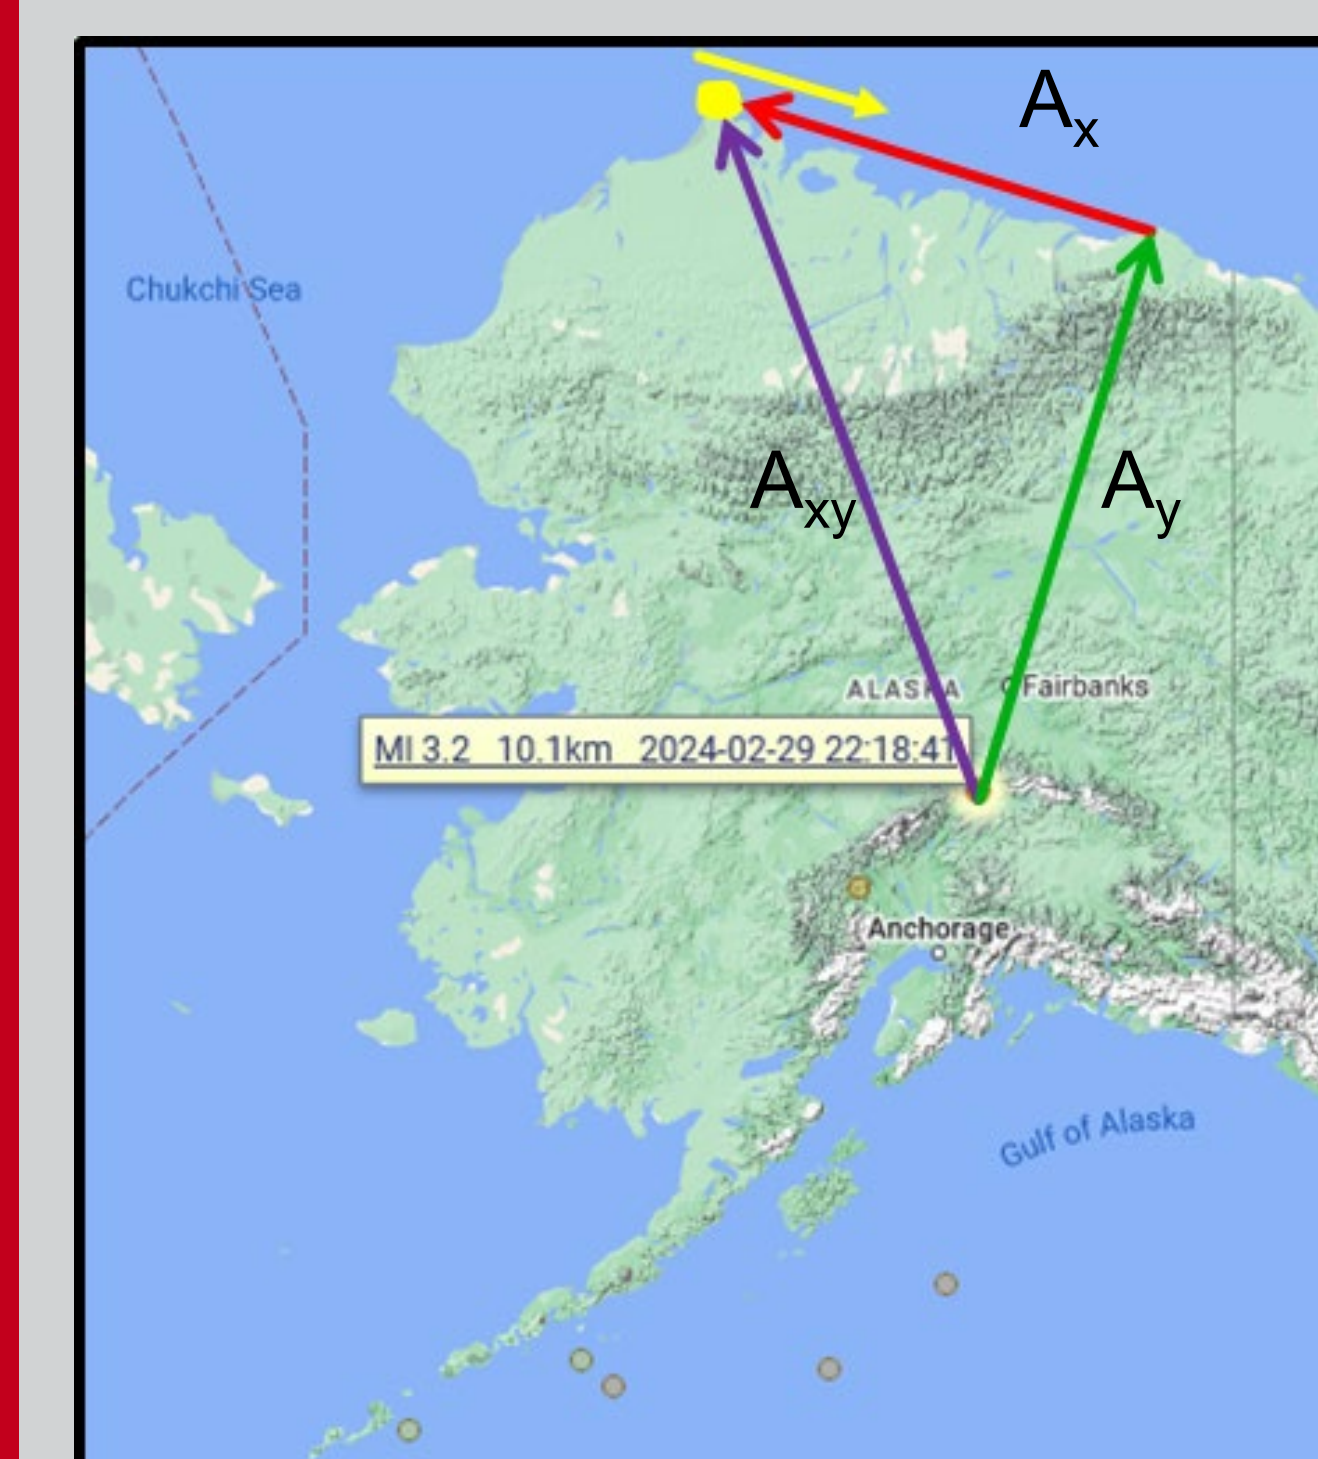 Ax
Chukchi Sea
Axy
Ay
ALASKA
Fairbanks
Ml 3.2 10.1km 2024-02-29 22:18:41
Anchorage
Gulf of Alaska